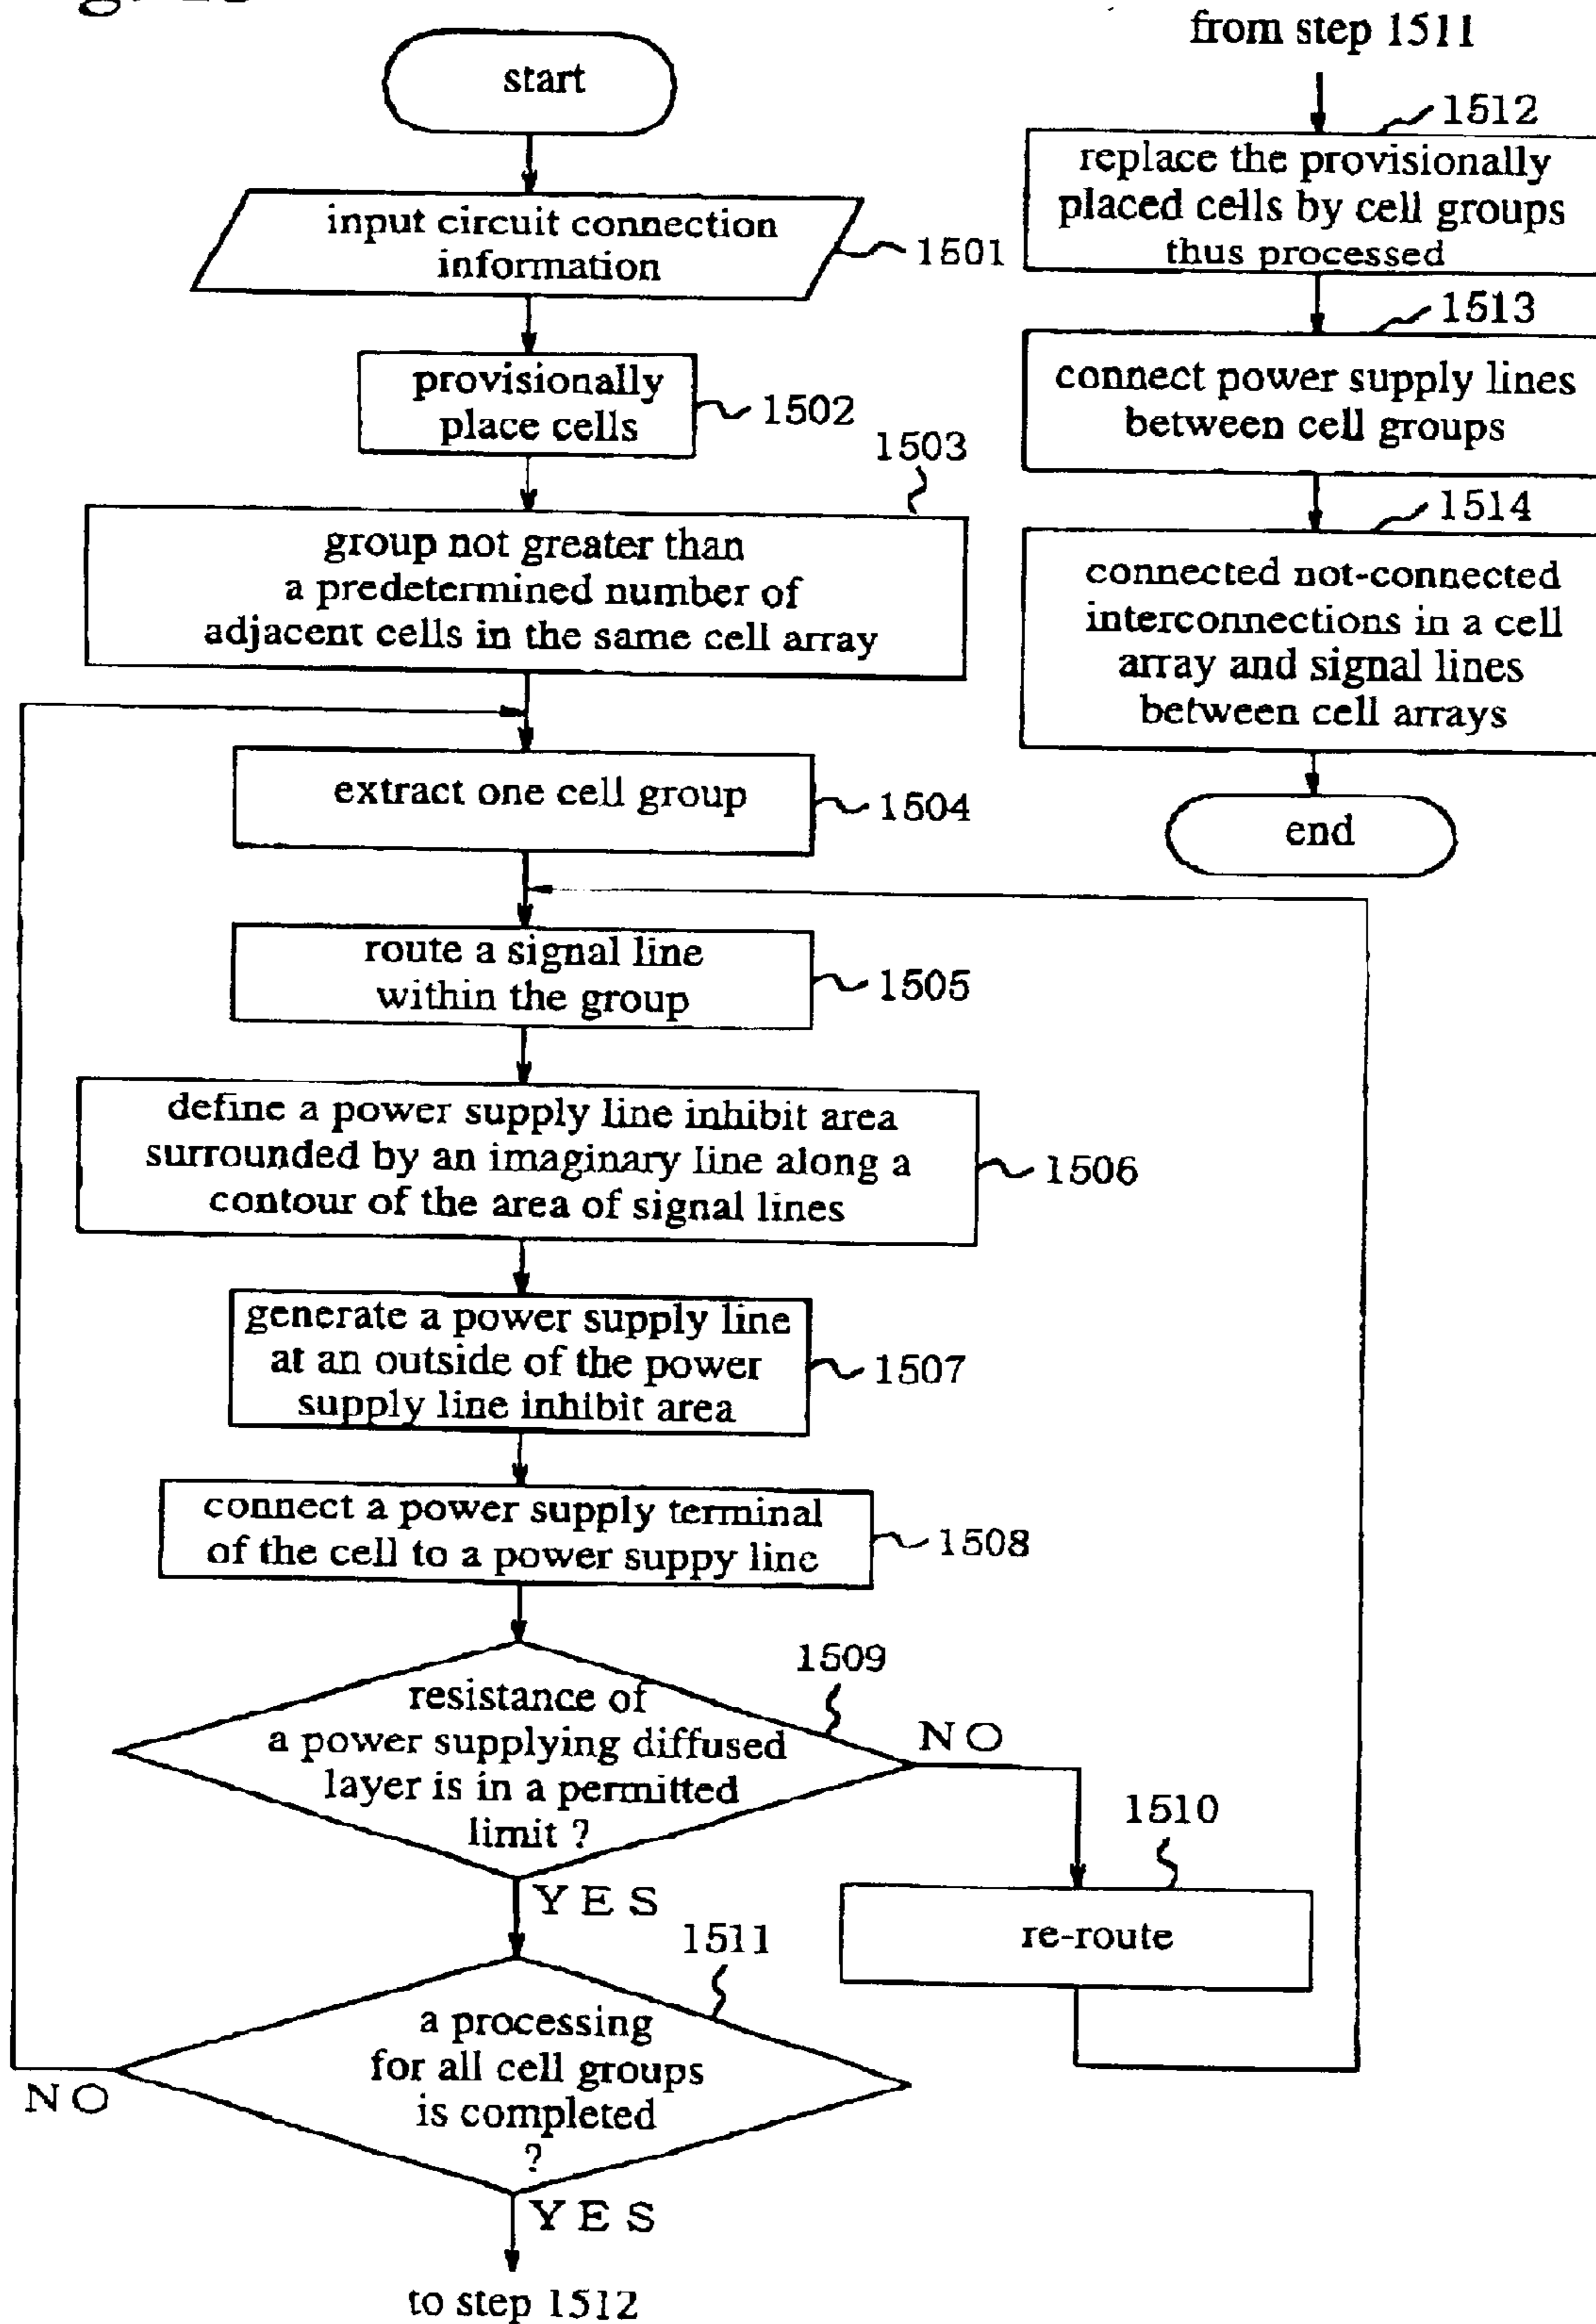 start
input circuit connection
information
1501
provisionally
place cells
1502
1503
group not greater than
a predetermined number of
adjacent cells in the same cell array
extract one cell group
1504
route a signal line
within the group
1505
define a power supply line inhibit area
surrounded by an imaginary line along a
contour of the area of signal lines
1506
generate a power supply line
at an outside of the power
supply line inhibit area
1507
connect a power supply terminal
of the cell to a power suppy line
1508
1509
resistance of
a power supplying diffused
layer is in a permitted
limit ?
NO
YES
1510
re-route
1511
a processing
for all cell groups
is completed
?
NO
YES
to step 1512
from step 1511
1512
replace the provisionally
placed cells by cell groups
thus processed
1513
connect power supply lines
between cell groups
1514
connected not-connected
interconnections in a cell
array and signal lines
between cell arrays
end